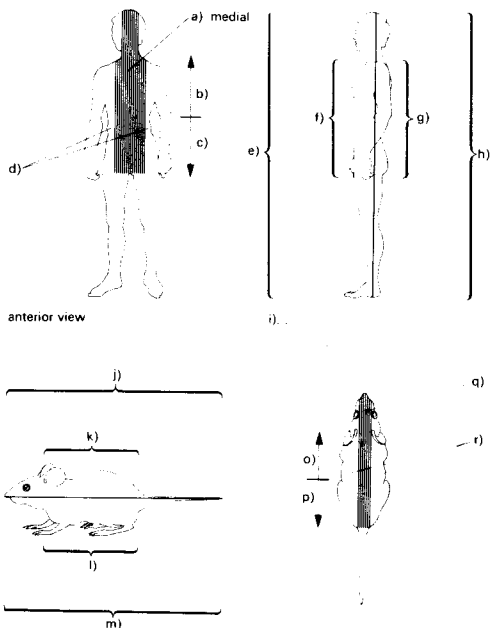 a) medial
b)
c)
d)
e)
f)
g)
h)
anterior view
i)
j)
k)
l)
m)
o)
p)
q)
r)